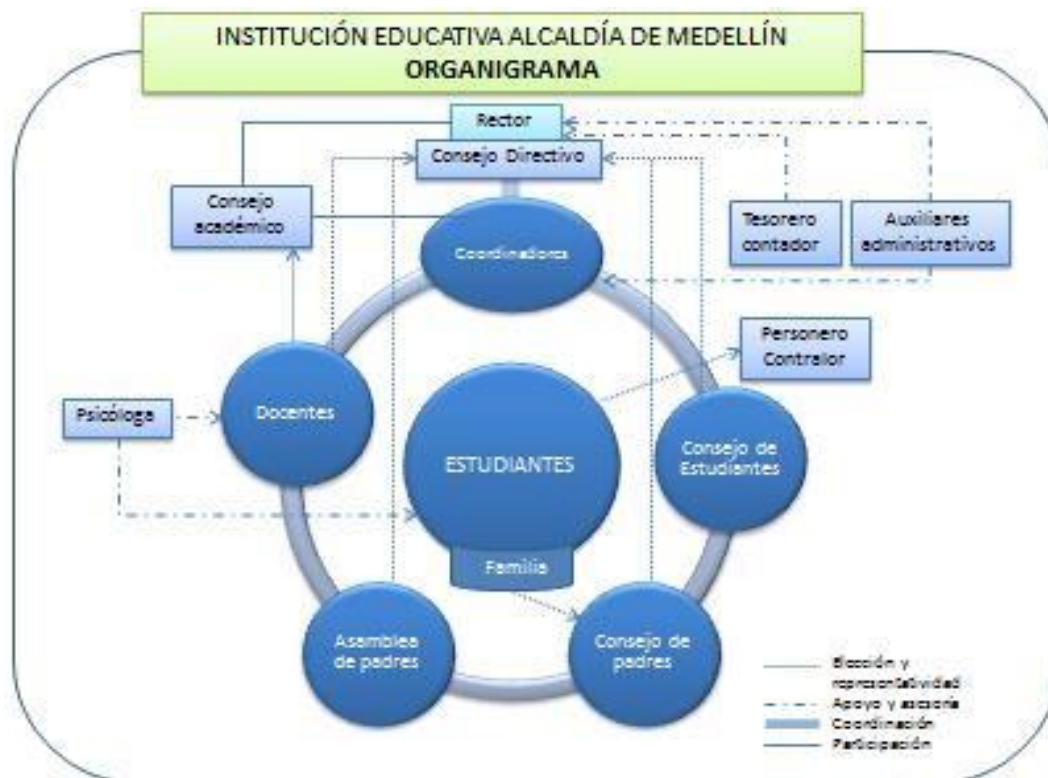 INSTITUCIÓN EDUCATIVA ALCALDÍA DE MEDELLÍN
ORGANIGRAMA
Rector
Consejo Directivo
Consejo
académico
Tesorero
contador
Auxiliares
administrativos
Coordinadores
Personero
Contralor
Psicóloga
Docentes
ESTUDIANTES
Consejo de
Estudiantes
Familia
Asamblea
de padres
Consejo de
padres
Elección y
representatividad
Apoyo y asesoría
Coordinación
Participación